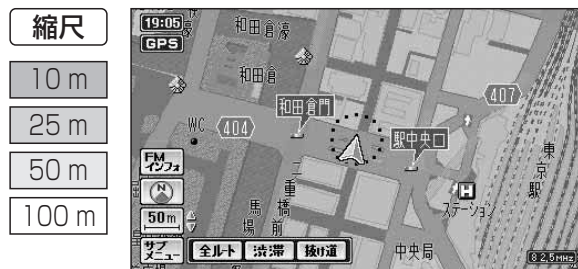 縮尺
10 m
25 m
50 m
100 m
19:05
GPS
和田倉濠
和田倉
和田倉門
407
WC
404
駅中央口
FM
インフォ
N
東京駅
二重橋前
馬場
H
ステーション
50m
サブ
メニュー
全ルート
渋滞
抜け道
中央局
82.5MHz